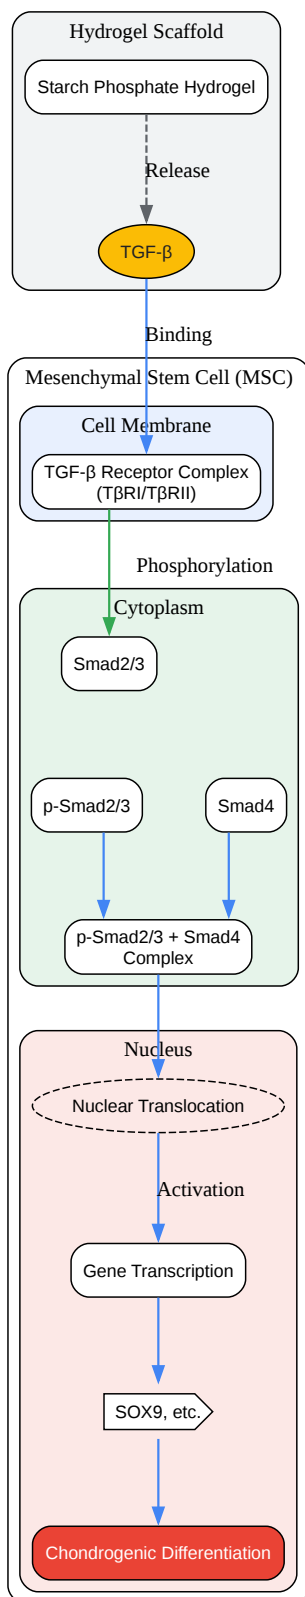 Hydrogel Scaffold
Starch Phosphate Hydrogel
Release
TGF-β
Binding
Mesenchymal Stem Cell (MSC)
Cell Membrane
TGF-β Receptor Complex
(TβRI/TβRII)
Phosphorylation
Cytoplasm
Smad2/3
p-Smad2/3
Smad4
p-Smad2/3 + Smad4
Complex
Nucleus
Nuclear Translocation
Activation
Gene Transcription
SOX9, etc.
Chondrogenic Differentiation